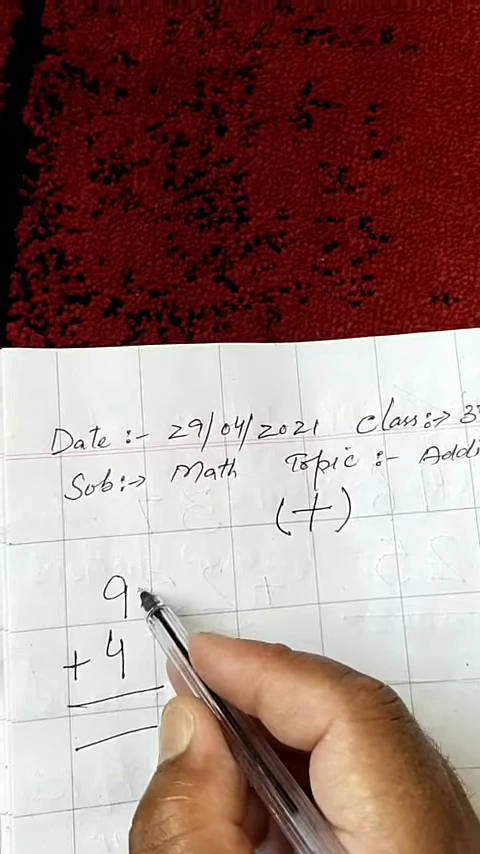 Date :- 29/04/2021 Class:-> 3
Sub:-> Math Topic :- Addi
(+)
9
+ 4